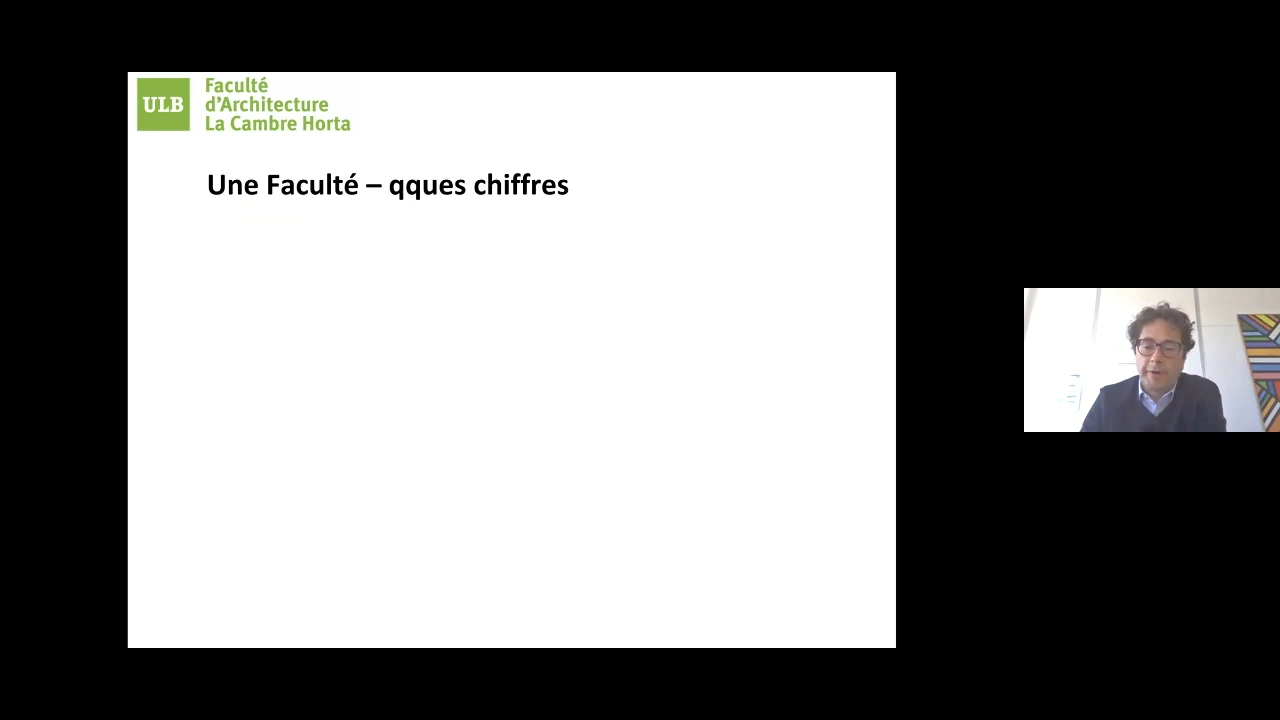 ULB
Faculté
d'Architecture
La Cambre Horta
Une Faculté – qques chiffres